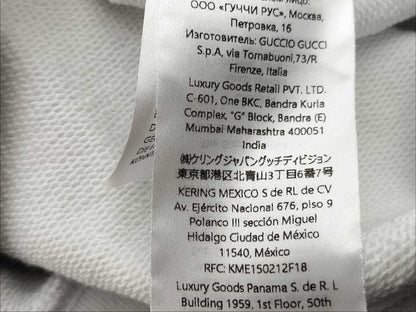 ООО «ГУЧЧИ РУС», Москва,
Петровка, 16
Изготовитель: GUCCIO GUCCI
S.p.A, via Tornabuoni,73/R
Firenze, Italia
Luxury Goods Retail PVT. LTD.
C-601, One BKC, Bandra Kurla
Complex, "G" Block, Bandra (E)
Mumbai Maharashtra 400051
India
㈱ケリングジャパングッチディビジョン
東京都港区北青山3丁目6番7号
KERING MEXICO S de RL de CV
Av. Ejército Nacional 676, piso 9
Polanco III sección Miguel
Hidalgo Ciudad de México
11540, México
RFC: KME150212F18
Luxury Goods Panama S. de R. L
Building 1959, 1st Floor, 50th